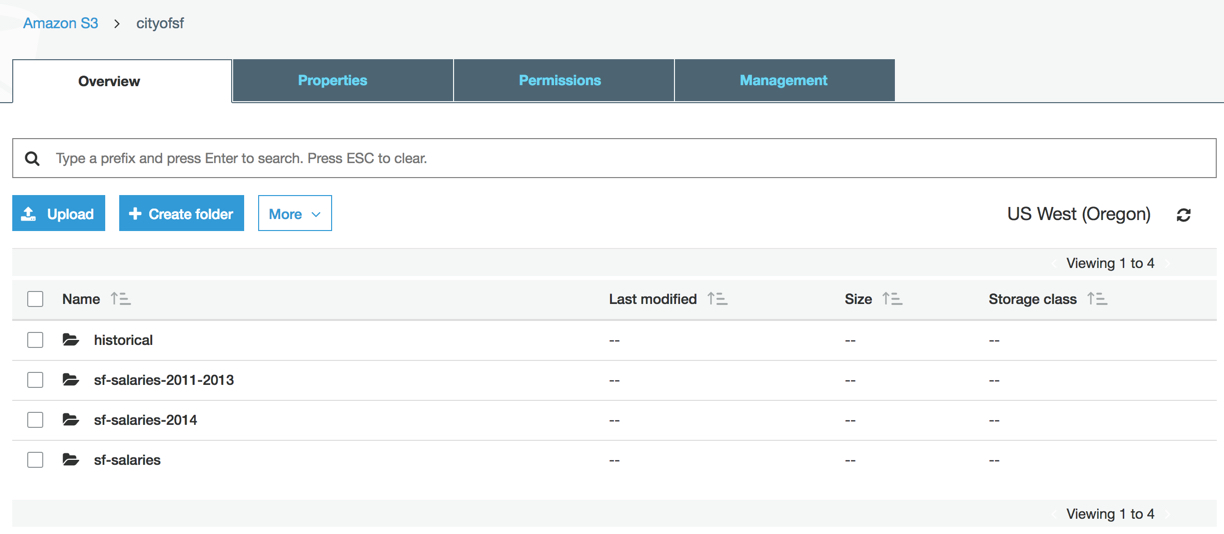 Amazon S3 > cityofsf
Overview Properties Permissions Management
Type a prefix and press Enter to search. Press ESC to clear.
Upload + Create folder More US West (Oregon)
Viewing 1 to 4
Name Last modified Size Storage class
historical -- -- --
sf-salaries-2011-2013 -- -- --
sf-salaries-2014 -- -- --
sf-salaries -- -- --
Viewing 1 to 4